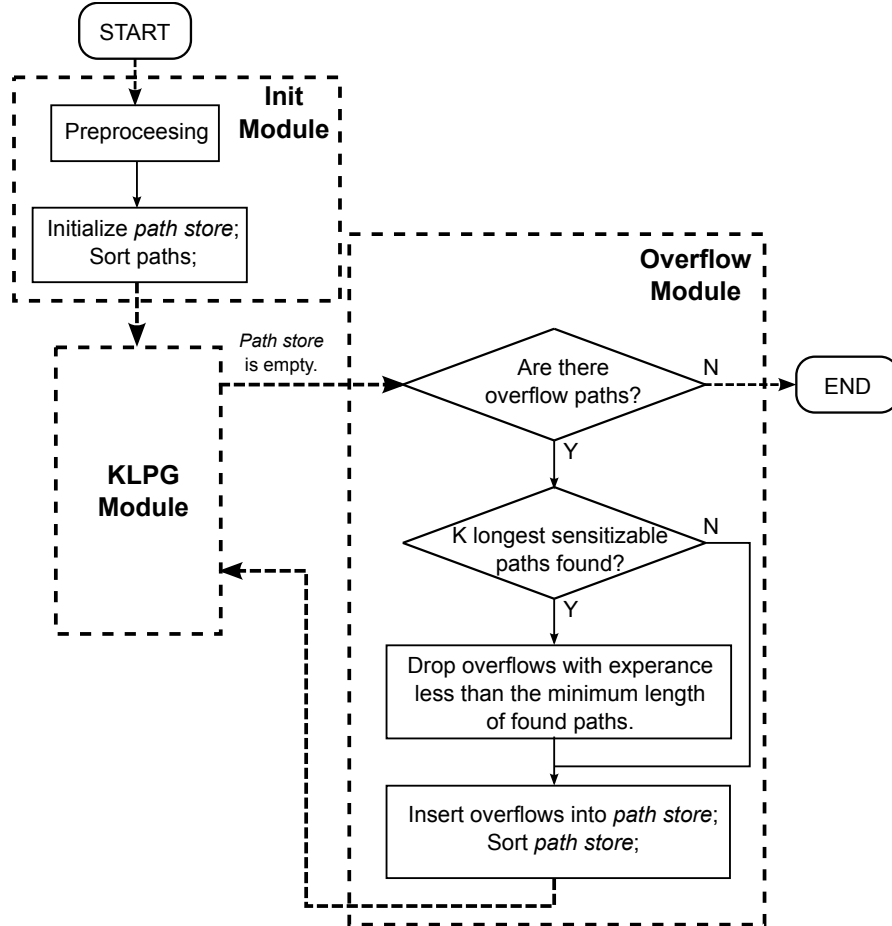 START
Init
Module
Preproceesing
Initialize path store;
Sort paths;
Overflow
Module
Path store
is empty.
Are there
overflow paths?
N
END
Y
KLPG
Module
K longest sensitizable
paths found?
N
Y
Drop overflows with experance
less than the minimum length
of found paths.
Insert overflows into path store;
Sort path store;